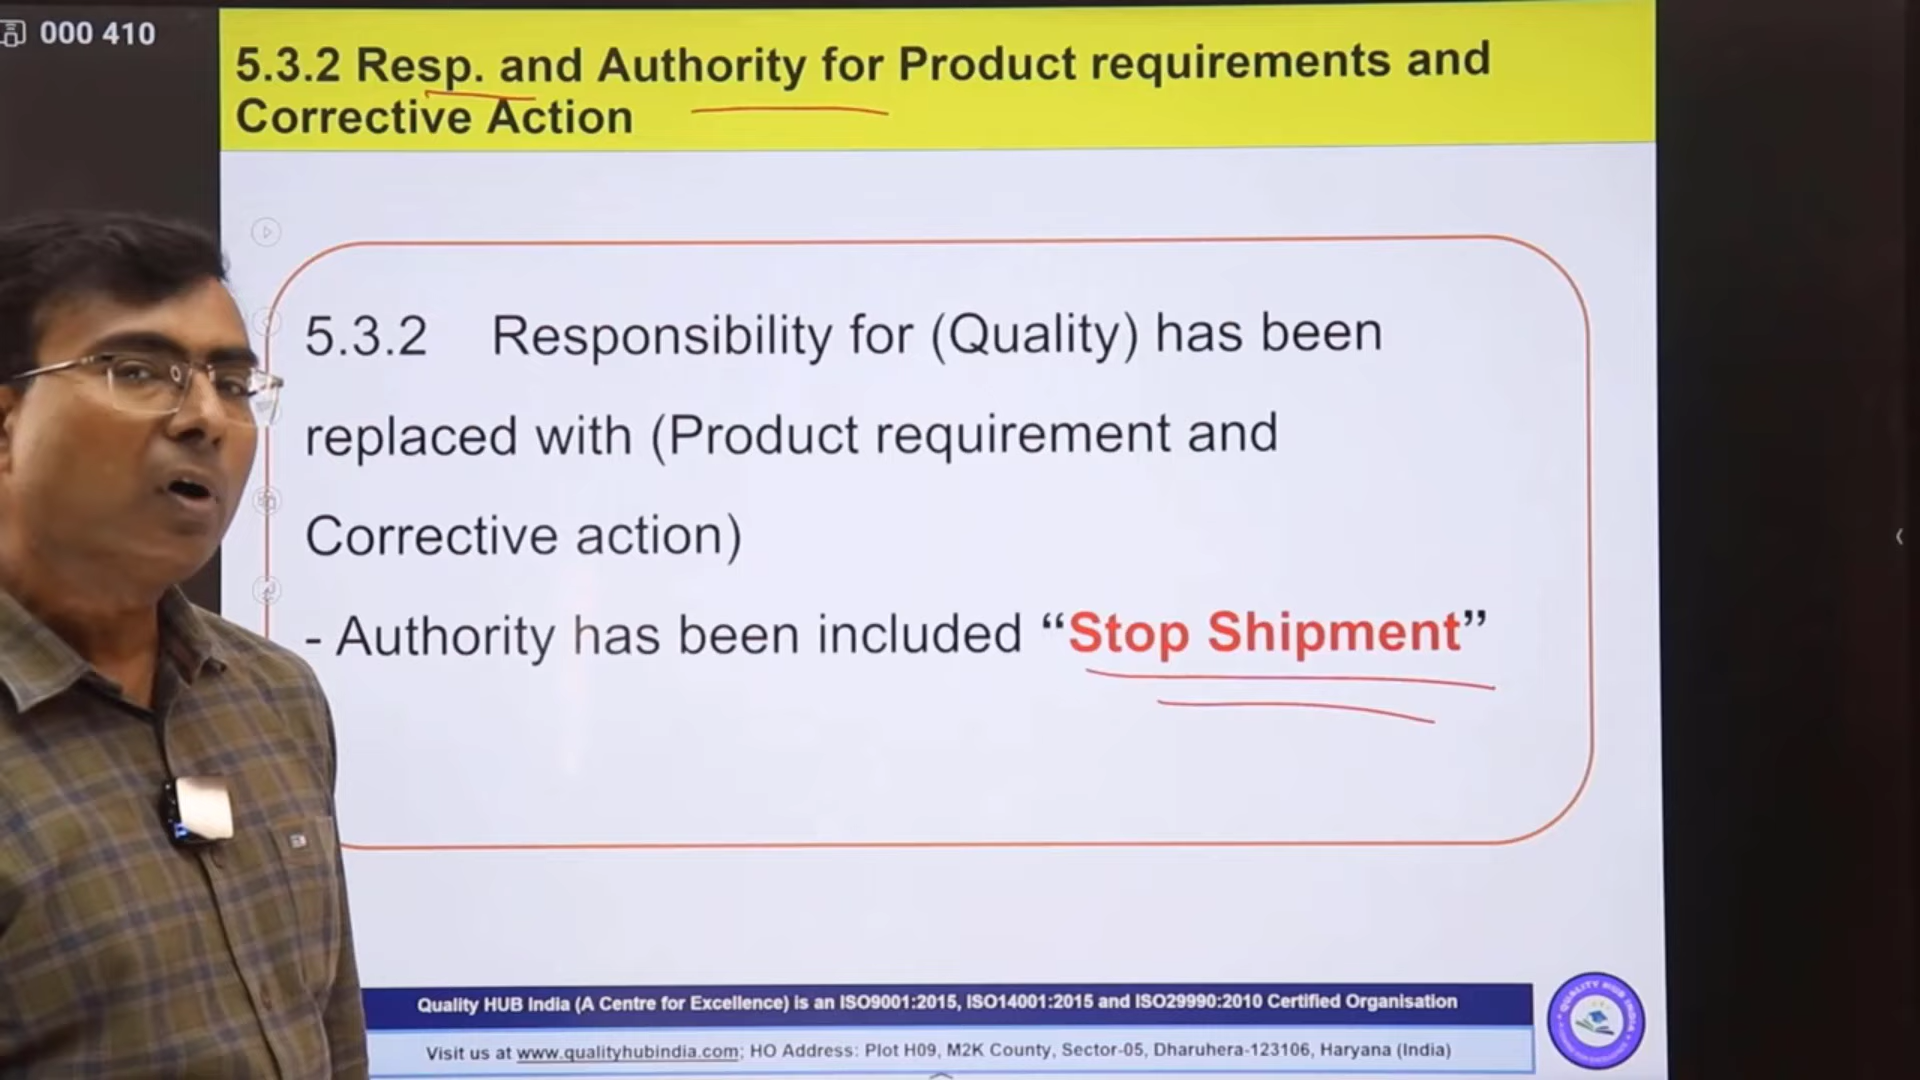 000 410
5.3.2 Resp. and Authority for Product requirements and
Corrective Action
5.3.2 Responsibility for (Quality) has been
replaced with (Product requirement and
Corrective action)
- Authority has been included “Stop Shipment”
Quality HUB India (A Centre for Excellence) is an ISO9001:2015, ISO14001:2015 and ISO29990:2010 Certified Organisation
Visit us at www.qualityhubindia.com; HO Address: Plot H09, M2K County, Sector-05, Dharuhera-123106, Haryana (India)
QUALITY HUB INDIA